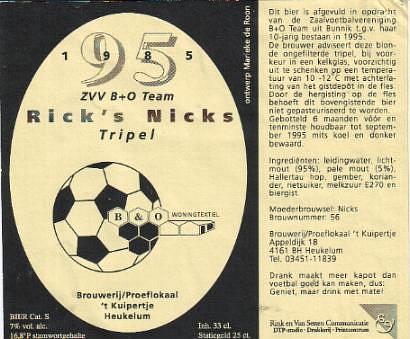 1985
95
ZVV B+O Team
Rick's Nicks
Tripel
B & O WONINGTEXTIEL
Brouwerij/Proeflokaal
't Kuipertje
Heukelum
BIER Cat. S
7% vol. alc.
16,8°P stamwortgehalte
Inh. 33 cl.
Statiegeld 25 ct.
ontwerp Marieke de Roon
Dit bier is afgevuld in opdracht
van de Zaalvoetbalvereniging
B+O Team uit Bunnik t.g.v. haar
10-jarig bestaan in 1995.
De brouwer adviseert deze blon-
de ongefilterde tripel, bij voor-
keur in een kelkglas, voorzichtig
uit te schenken op een tempera-
tuur van 10 -12°C met achterla-
ting van het gistdepôt in de fles.
Door de hergisting op de fles
behoeft dit bovengistende bier
niet gepasteuriseerd te worden.
Gebotteld 6 maanden vóór en
tenminste houdbaar tot septem-
ber 1995 mits koel en donker
bewaard.
Ingrediënten: leidingwater, licht-
mout (95%), pale mout (5%),
Hallertau hop, gember, korian-
der, rietsuiker, melkzuur E270 en
biergist.
Moederbrouwsel: Nicks
Brouwnummer: 56
Brouwerij/Proeflokaal 't Kuipertje
Appeldijk 18
4161 BH Heukelum
Tel. 03451-11839
Drank maakt meer kapot dan
voetbal goed kan maken, dus:
Geniet, maar drink met mate!
Rink en Van Senten Communicatie
DTP-studio · Drukkerij · Printcentrum